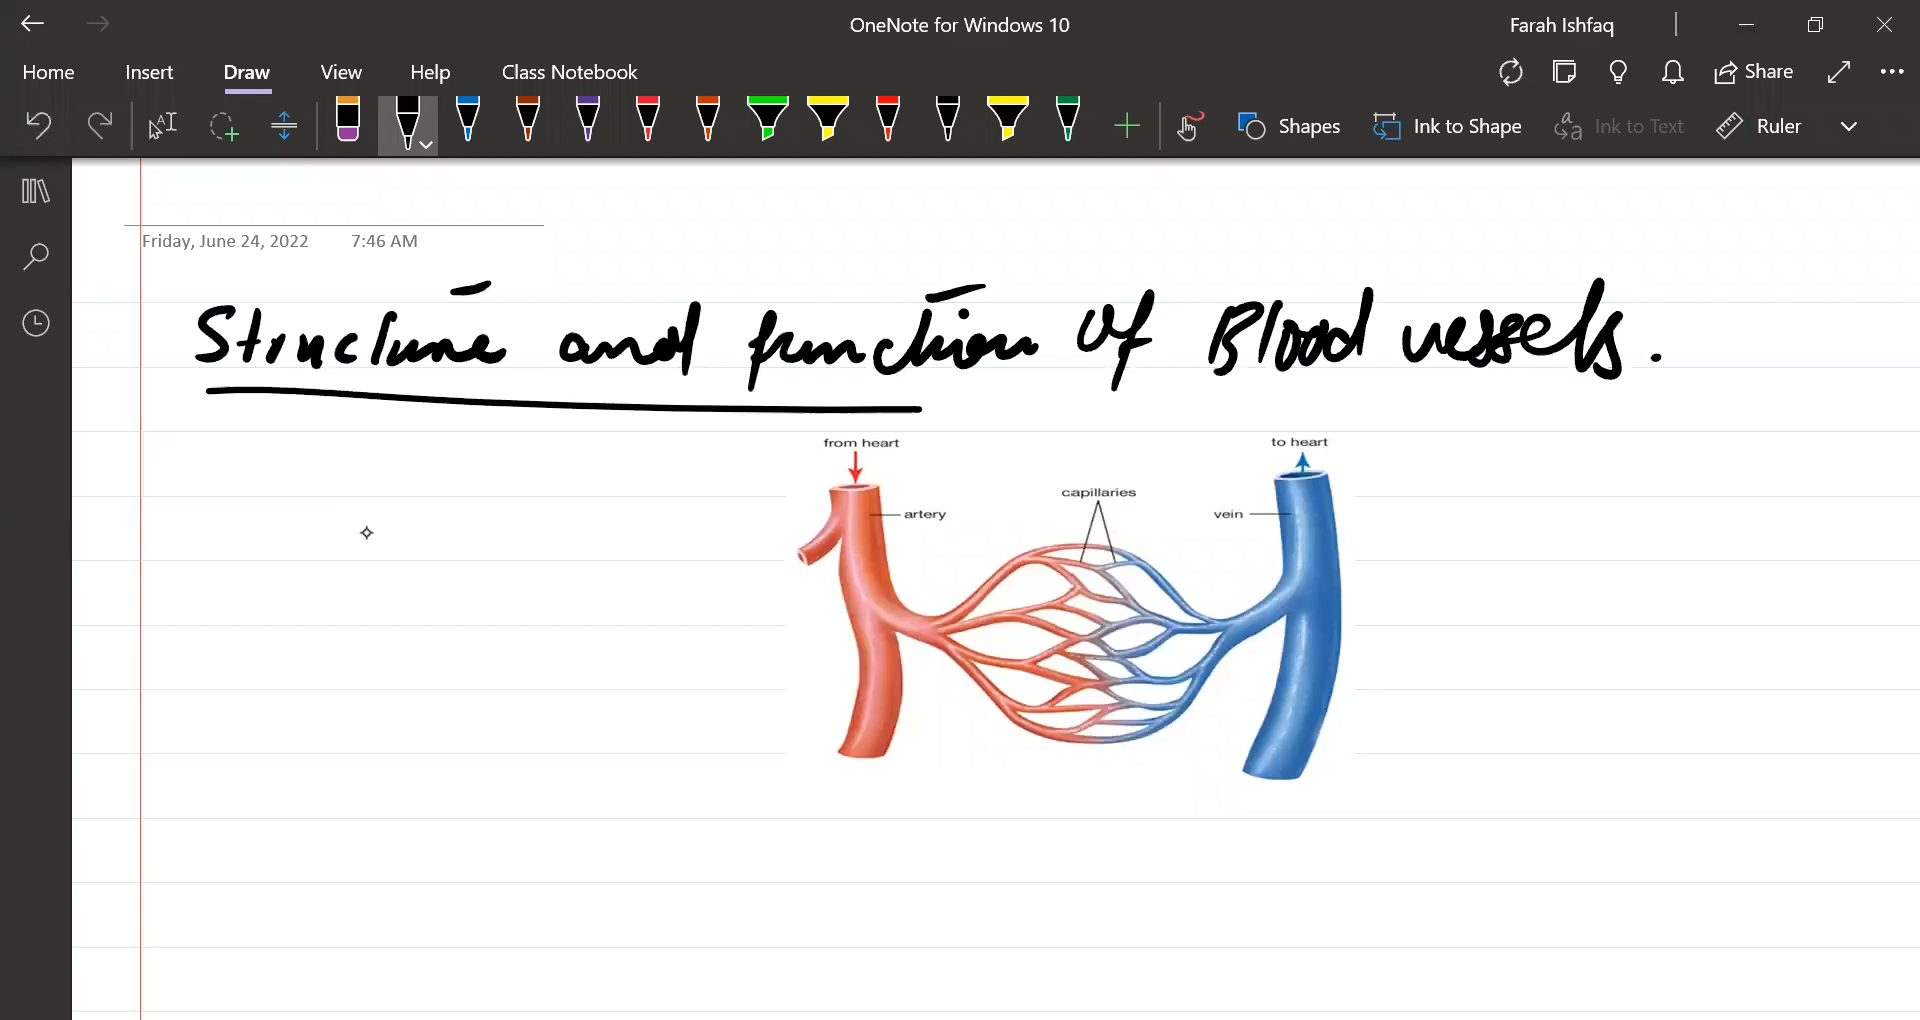 OneNote for Windows 10
Farah Ishfaq
Home Insert Draw View Help Class Notebook
Share
Shapes Ink to Shape Ink to Text Ruler
Friday, June 24, 2022 7:46 AM
Structure and function of Blood vessels.
from heart to heart
capillaries
artery vein